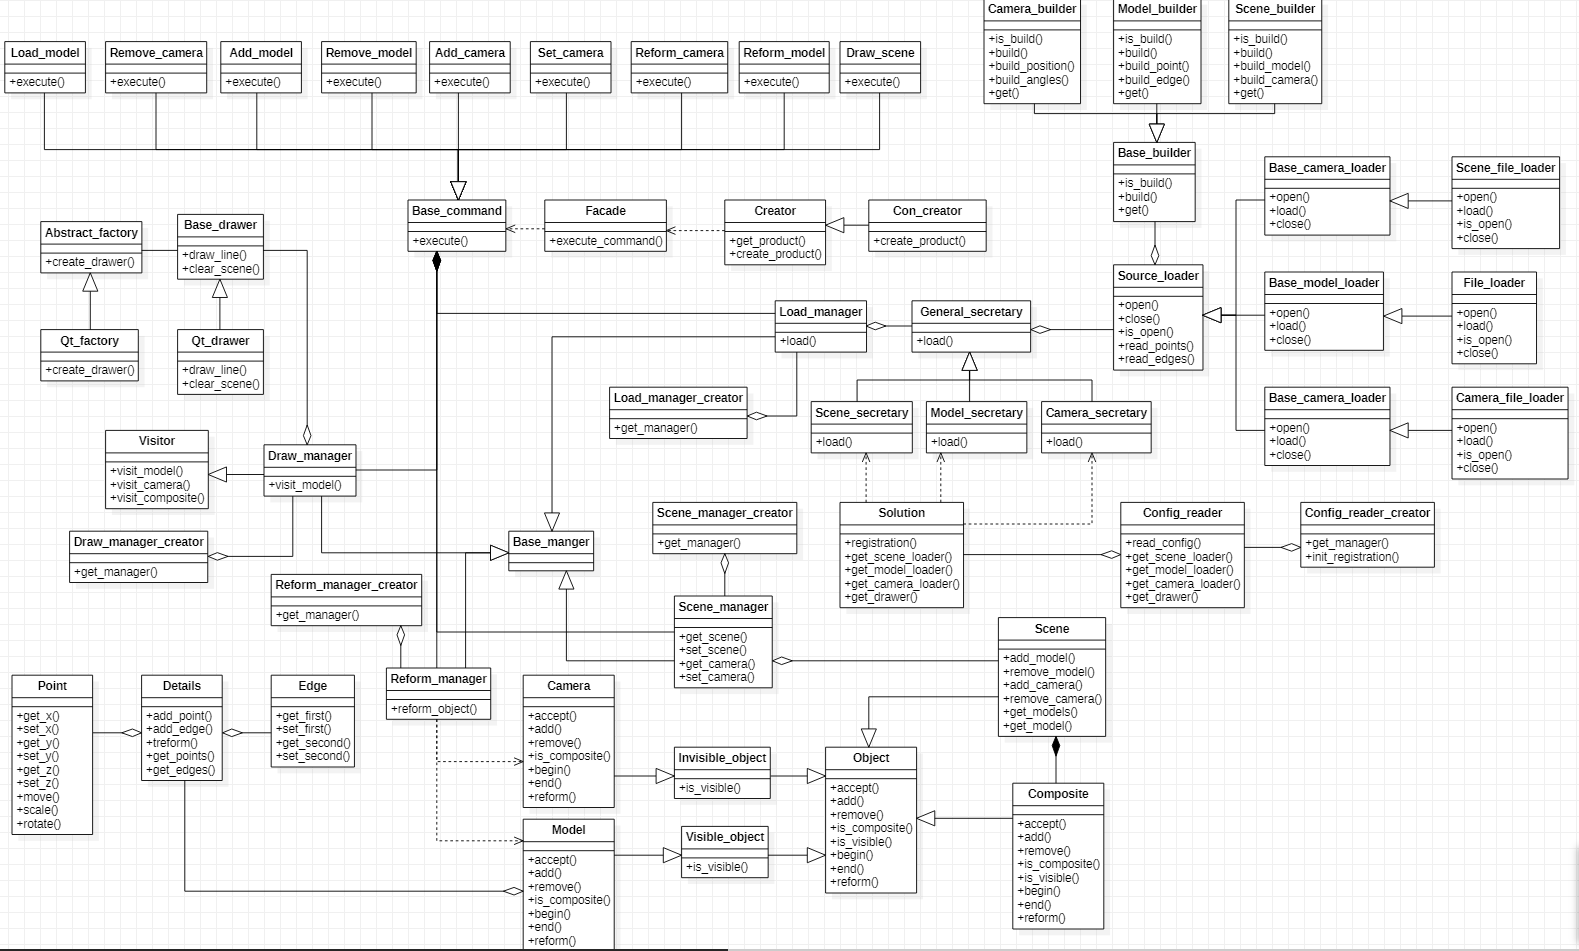 Camera_builder
+is_build()
+build()
+build_position()
+build_angles()
+get()
Model_builder
+is_build()
+build()
+build_point()
+build_edge()
+get()
Scene_builder
+is_build()
+build()
+build_model()
+build_camera()
+get()
Load_model
+execute()
Remove_camera
+execute()
Add_model
+execute()
Remove_model
+execute()
Add_camera
+execute()
Set_camera
+execute()
Reform_camera
+execute()
Reform_model
+execute()
Draw_scene
+execute()
Base_builder
+is_build()
+build()
+get()
Base_camera_loader
+open()
+load()
+close()
Scene_file_loader
+open()
+load()
+is_open()
+close()
Abstract_factory
+create_drawer()
Base_drawer
+draw_line()
+clear_scene()
Base_command
+execute()
Facade
+execute_command()
Creator
+get_product()
+create_product()
Con_creator
+create_product()
Source_loader
+open()
+close()
+is_open()
+read_points()
+read_edges()
Base_model_loader
+open()
+load()
+close()
File_loader
+open()
+load()
+is_open()
+close()
Qt_factory
+create_drawer()
Qt_drawer
+draw_line()
+clear_scene()
Load_manager
+load()
General_secretary
+load()
Load_manager_creator
+get_manager()
Scene_secretary
+load()
Model_secretary
+load()
Camera_secretary
+load()
Base_camera_loader
+open()
+load()
+close()
Camera_file_loader
+open()
+load()
+is_open()
+close()
Visitor
+visit_model()
+visit_camera()
+visit_composite()
Draw_manager
+visit_model()
Draw_manager_creator
+get_manager()
Base_manger
Scene_manager_creator
+get_manager()
Solution
+registration()
+get_scene_loader()
+get_model_loader()
+get_camera_loader()
+get_drawer()
Config_reader
+read_config()
+get_scene_loader()
+get_model_loader()
+get_camera_loader()
+get_drawer()
Config_reader_creator
+get_manager()
+init_registration()
Reform_manager_creator
+get_manager()
Scene_manager
+get_scene()
+set_scene()
+get_camera()
+set_camera()
Scene
+add_model()
+remove_model()
+add_camera()
+remove_camera()
+get_models()
+get_model()
Point
+get_x()
+set_x()
+get_y()
+set_y()
+get_z()
+set_z()
+move()
+scale()
+rotate()
Details
+add_point()
+add_edge()
+treform()
+get_points()
+get_edges()
Edge
+get_first()
+set_first()
+get_second()
+set_second()
Reform_manager
+reform_object()
Camera
+accept()
+add()
+remove()
+is_composite()
+begin()
+end()
+reform()
Invisible_object
+is_visible()
Object
+accept()
+add()
+remove()
+is_composite()
+is_visible()
+begin()
+end()
+reform()
Composite
+accept()
+add()
+remove()
+is_composite()
+is_visible()
+begin()
+end()
+reform()
Model
+accept()
+add()
+remove()
+is_composite()
+begin()
+end()
+reform()
Visible_object
+is_visible()